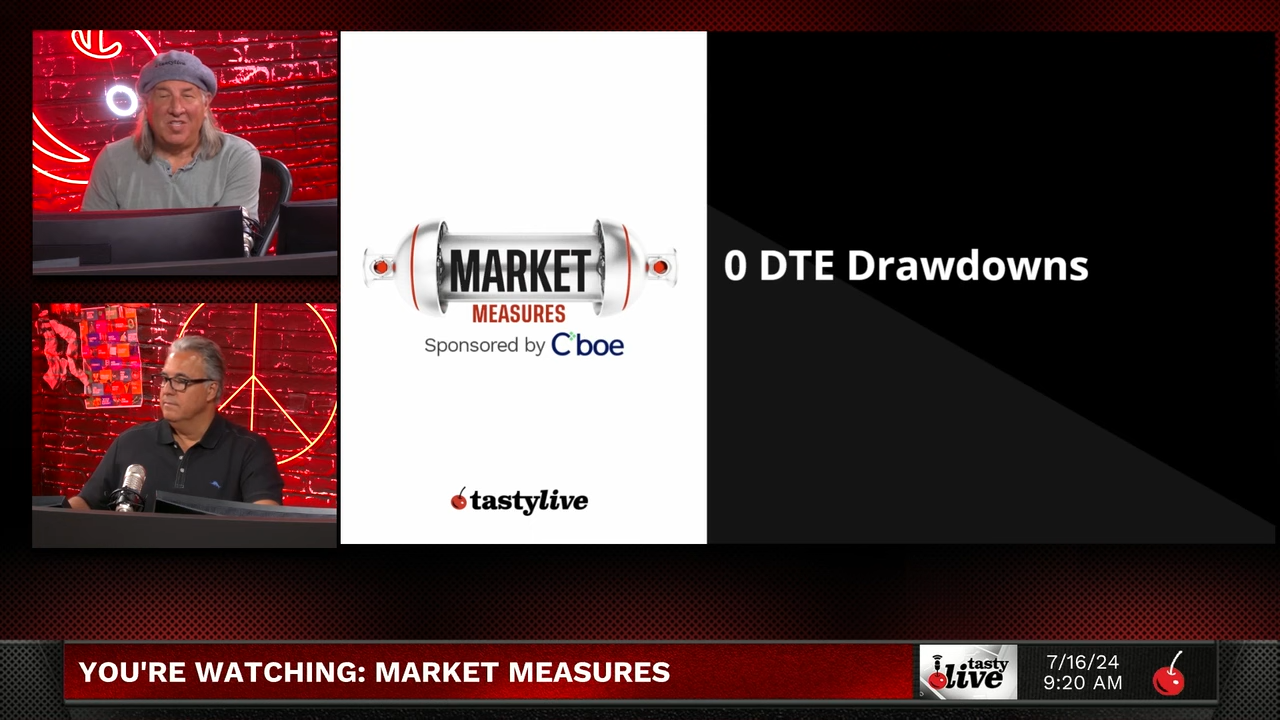 MARKET
MEASURES
Sponsored by Cboe
tastylive
0 DTE Drawdowns
YOU'RE WATCHING: MARKET MEASURES
tasty
live
7/16/24
9:20 AM